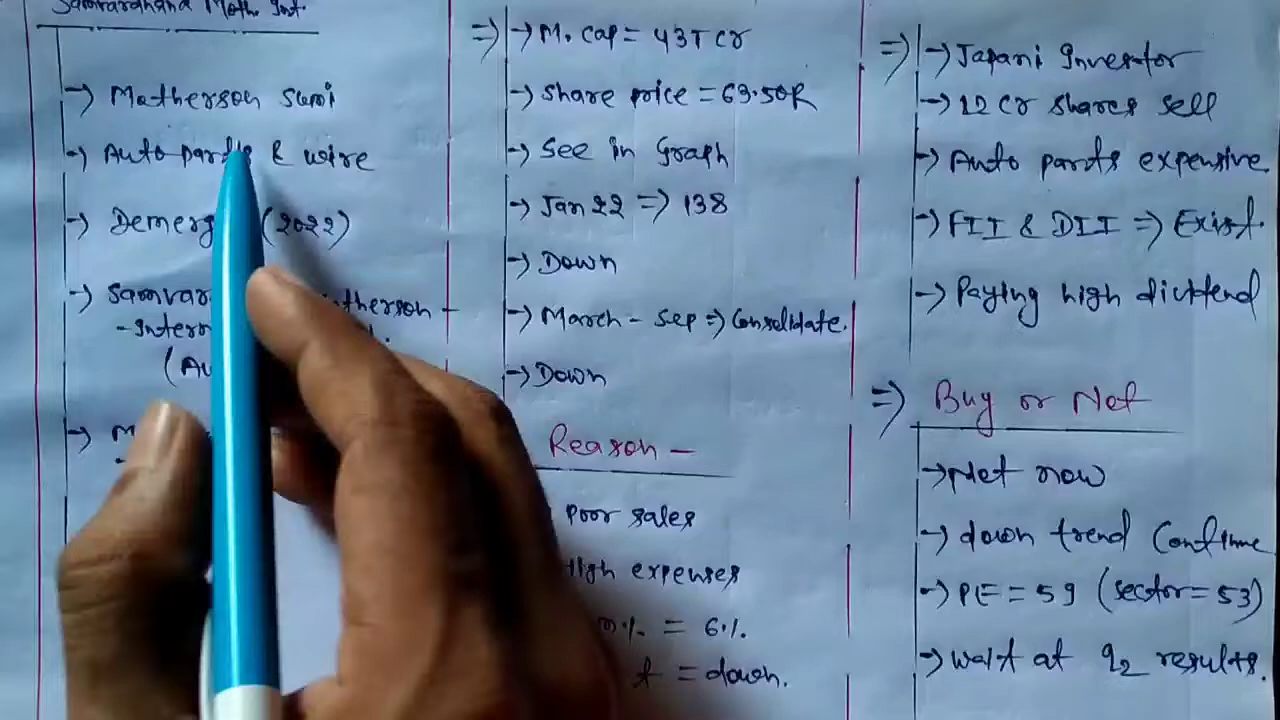 Samvardhana Moth. Int.
-> Motherson Sumi
-> Auto parts & wire
-> Demerg (2022)
-> Samvar therson -
- Inter
(Au
-> M
=> -> M. cap = 43T cr
-> Share price = 63.50R
-> See in Graph
-> Jan 22 => 138
-> Down
-> March - Sep => Consolidate.
-> Down
Reason -
Poor sales
High expenses
% = 6%.
t = down.
=> -> Japani Investor
-> 12 Cr shares sell
-> Auto parts expensive
-> FII & DII => Exist.
-> Paying high dividend
=> Buy or Not
-> Not now
-> down trend Continue
-> PE = 59 (sector = 53)
-> Wait at q2 results.